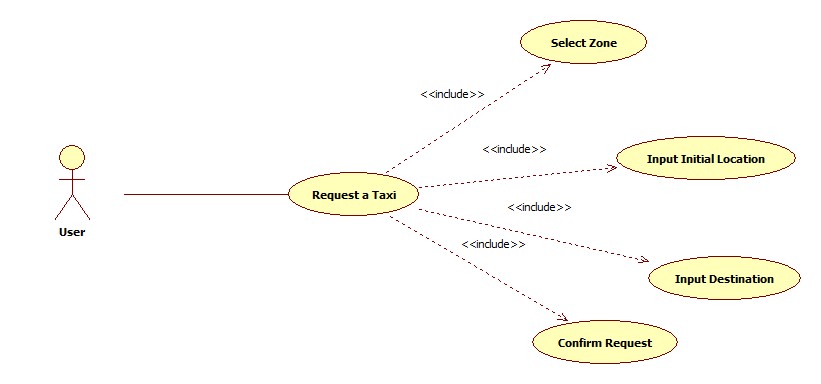 Select Zone
<<include>>
<<include>>
Input Initial Location
Request a Taxi
<<include>>
User
<<include>>
Input Destination
Confirm Request